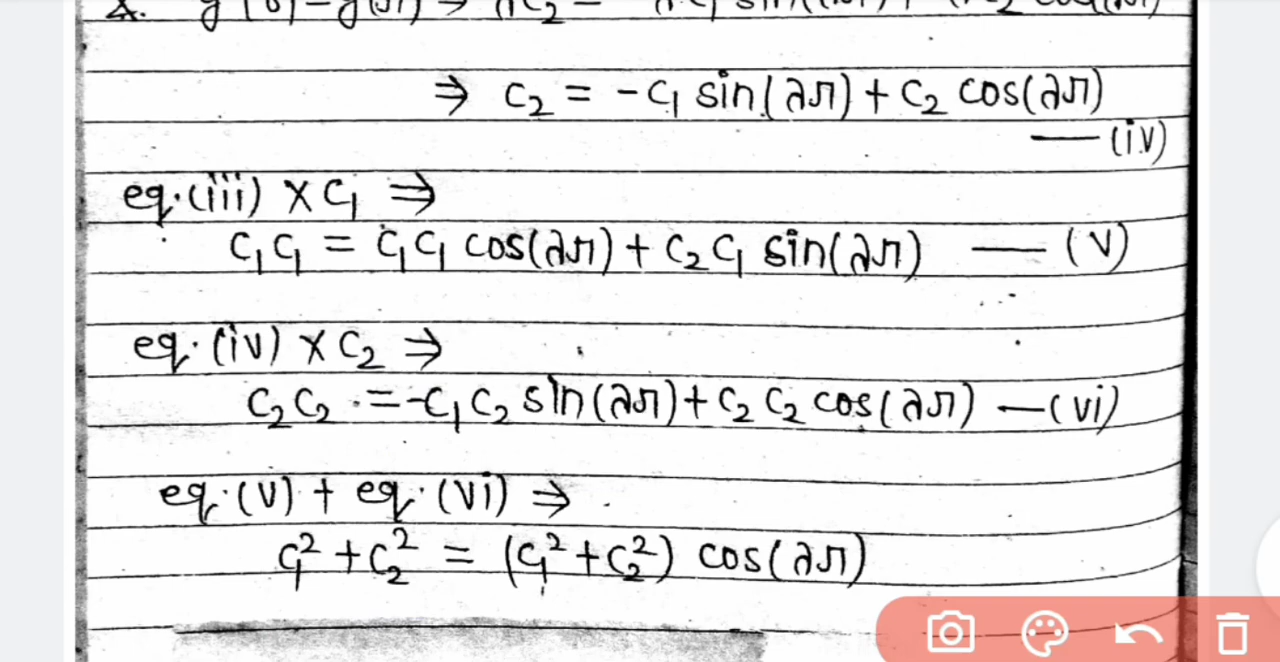 ⇒ C₂ = -C₁ sin(λπ) + C₂ cos(λπ)
—(iv)
eq.(iii) × C₁ ⇒
C₁C₁ = C₁C₁ cos(λπ) + C₂C₁ sin(λπ) —(v)
eq.(iv) × C₂ ⇒
C₂C₂ = -C₁C₂ sin(λπ) + C₂C₂ cos(λπ) —(vi)
eq.(v) + eq.(vi) ⇒
C₁² + C₂² = (C₁² + C₂²) cos(λπ)